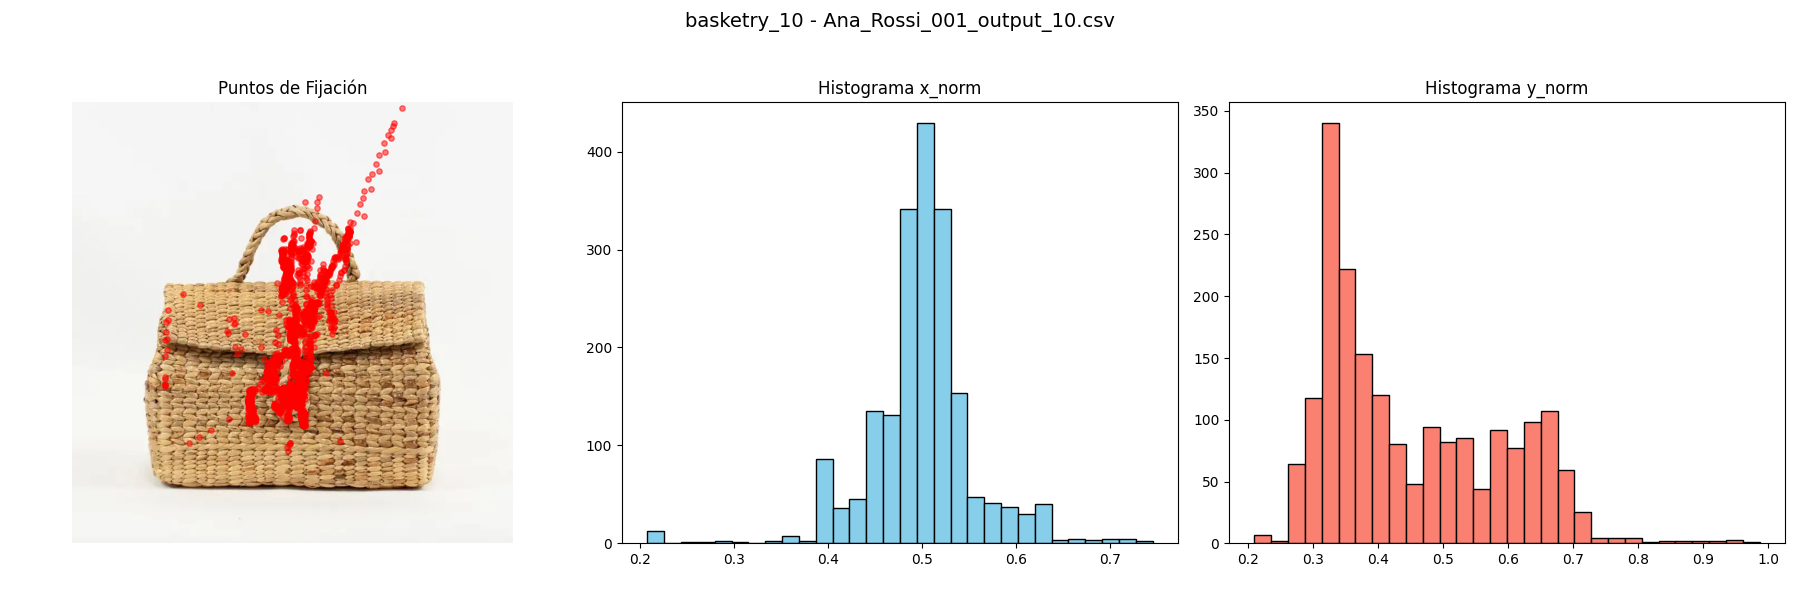 basketry_10 - Ana_Rossi_001_output_10.csv
Puntos de Fijación
Histograma x_norm
400
300
200
100
0
0.2 0.3 0.4 0.5 0.6 0.7
Histograma y_norm
350
300
250
200
150
100
50
0
0.2 0.3 0.4 0.5 0.6 0.7 0.8 0.9 1.0